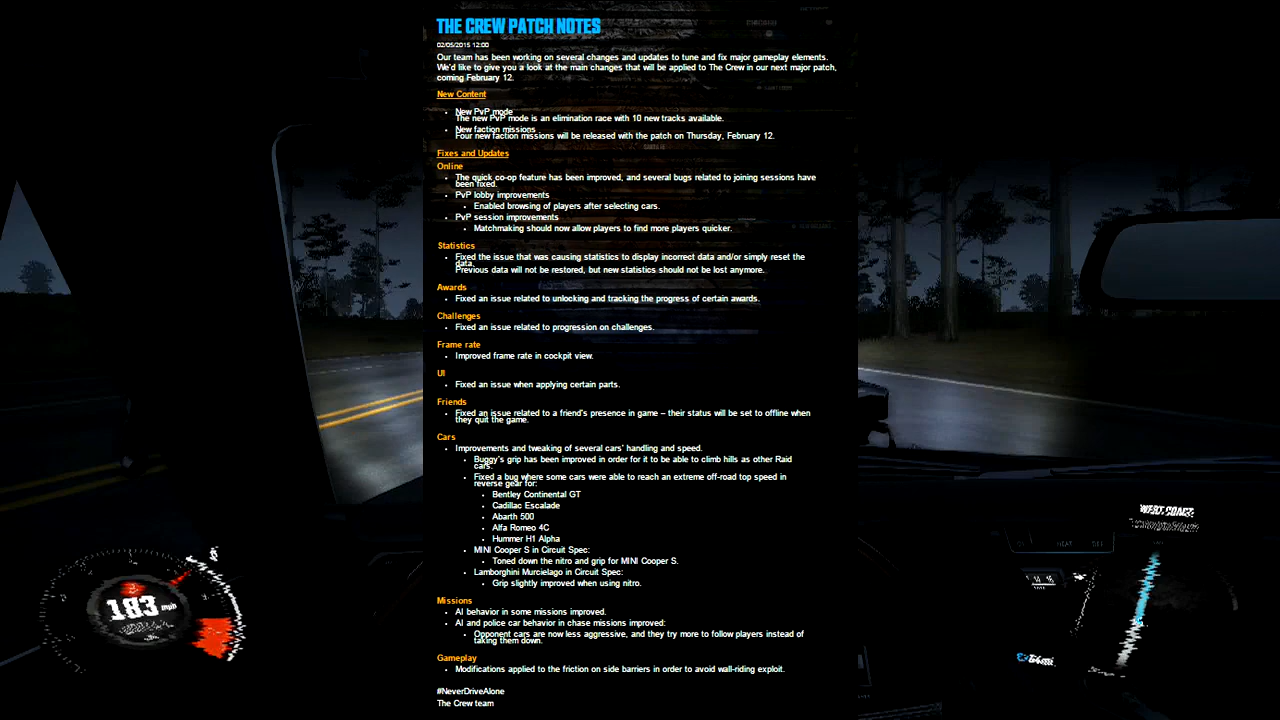 THE CREW PATCH NOTES
02/05/2015 12:00
Our team has been working on several changes and updates to tune and fix major gameplay elements.
We'd like to give you a look at the main changes that will be applied to The Crew in our next major patch,
coming February 12.
New Content
New PvP mode
The new PvP mode is an elimination race with 10 new tracks available.
New faction missions
Four new faction missions will be released with the patch on Thursday, February 12.
Fixes and Updates
Online
The quick co-op feature has been improved, and several bugs related to joining sessions have
been fixed.
PvP lobby improvements
Enabled browsing of players after selecting cars.
PvP session improvements
Matchmaking should now allow players to find more players quicker.
Statistics
Fixed the issue that was causing statistics to display incorrect data and/or simply reset the
data.
Previous data will not be restored, but new statistics should not be lost anymore.
Awards
Fixed an issue related to unlocking and tracking the progress of certain awards.
Challenges
Fixed an issue related to progression on challenges.
Frame rate
Improved frame rate in cockpit view.
UI
Fixed an issue when applying certain parts.
Friends
Fixed an issue related to a friend's presence in game – their status will be set to offline when
they quit the game.
Cars
Improvements and tweaking of several cars' handling and speed.
Buggy's grip has been improved in order for it to be able to climb hills as other Raid
cars.
Fixed a bug where some cars were able to reach an extreme off-road top speed in
reverse gear for:
Bentley Continental GT
Cadillac Escalade
Abarth 500
Alfa Romeo 4C
Hummer H1 Alpha
MINI Cooper S in Circuit Spec:
Toned down the nitro and grip for MINI Cooper S.
Lamborghini Murcielago in Circuit Spec:
Grip slightly improved when using nitro.
Missions
AI behavior in some missions improved.
AI and police car behavior in chase missions improved:
Opponent cars are now less aggressive, and they try more to follow players instead of
taking them down.
Gameplay
Modifications applied to the friction on side barriers in order to avoid wall-riding exploit.
#NeverDriveAlone
The Crew team
183 mph
WEST COAST
HEAT